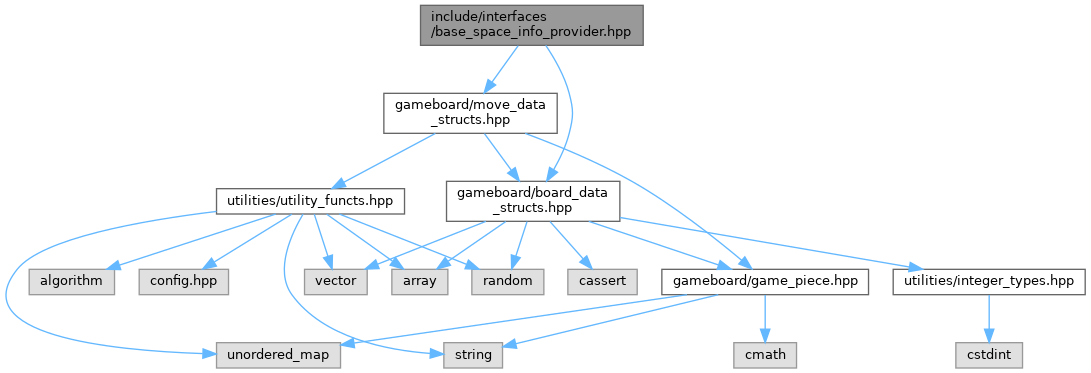 include/interfaces
/base_space_info_provider.hpp
gameboard/move_data
_structs.hpp
gameboard/board_data
_structs.hpp
utilities/utility_functs.hpp
algorithm
config.hpp
vector
array
random
cassert
gameboard/game_piece.hpp
utilities/integer_types.hpp
unordered_map
string
cmath
cstdint